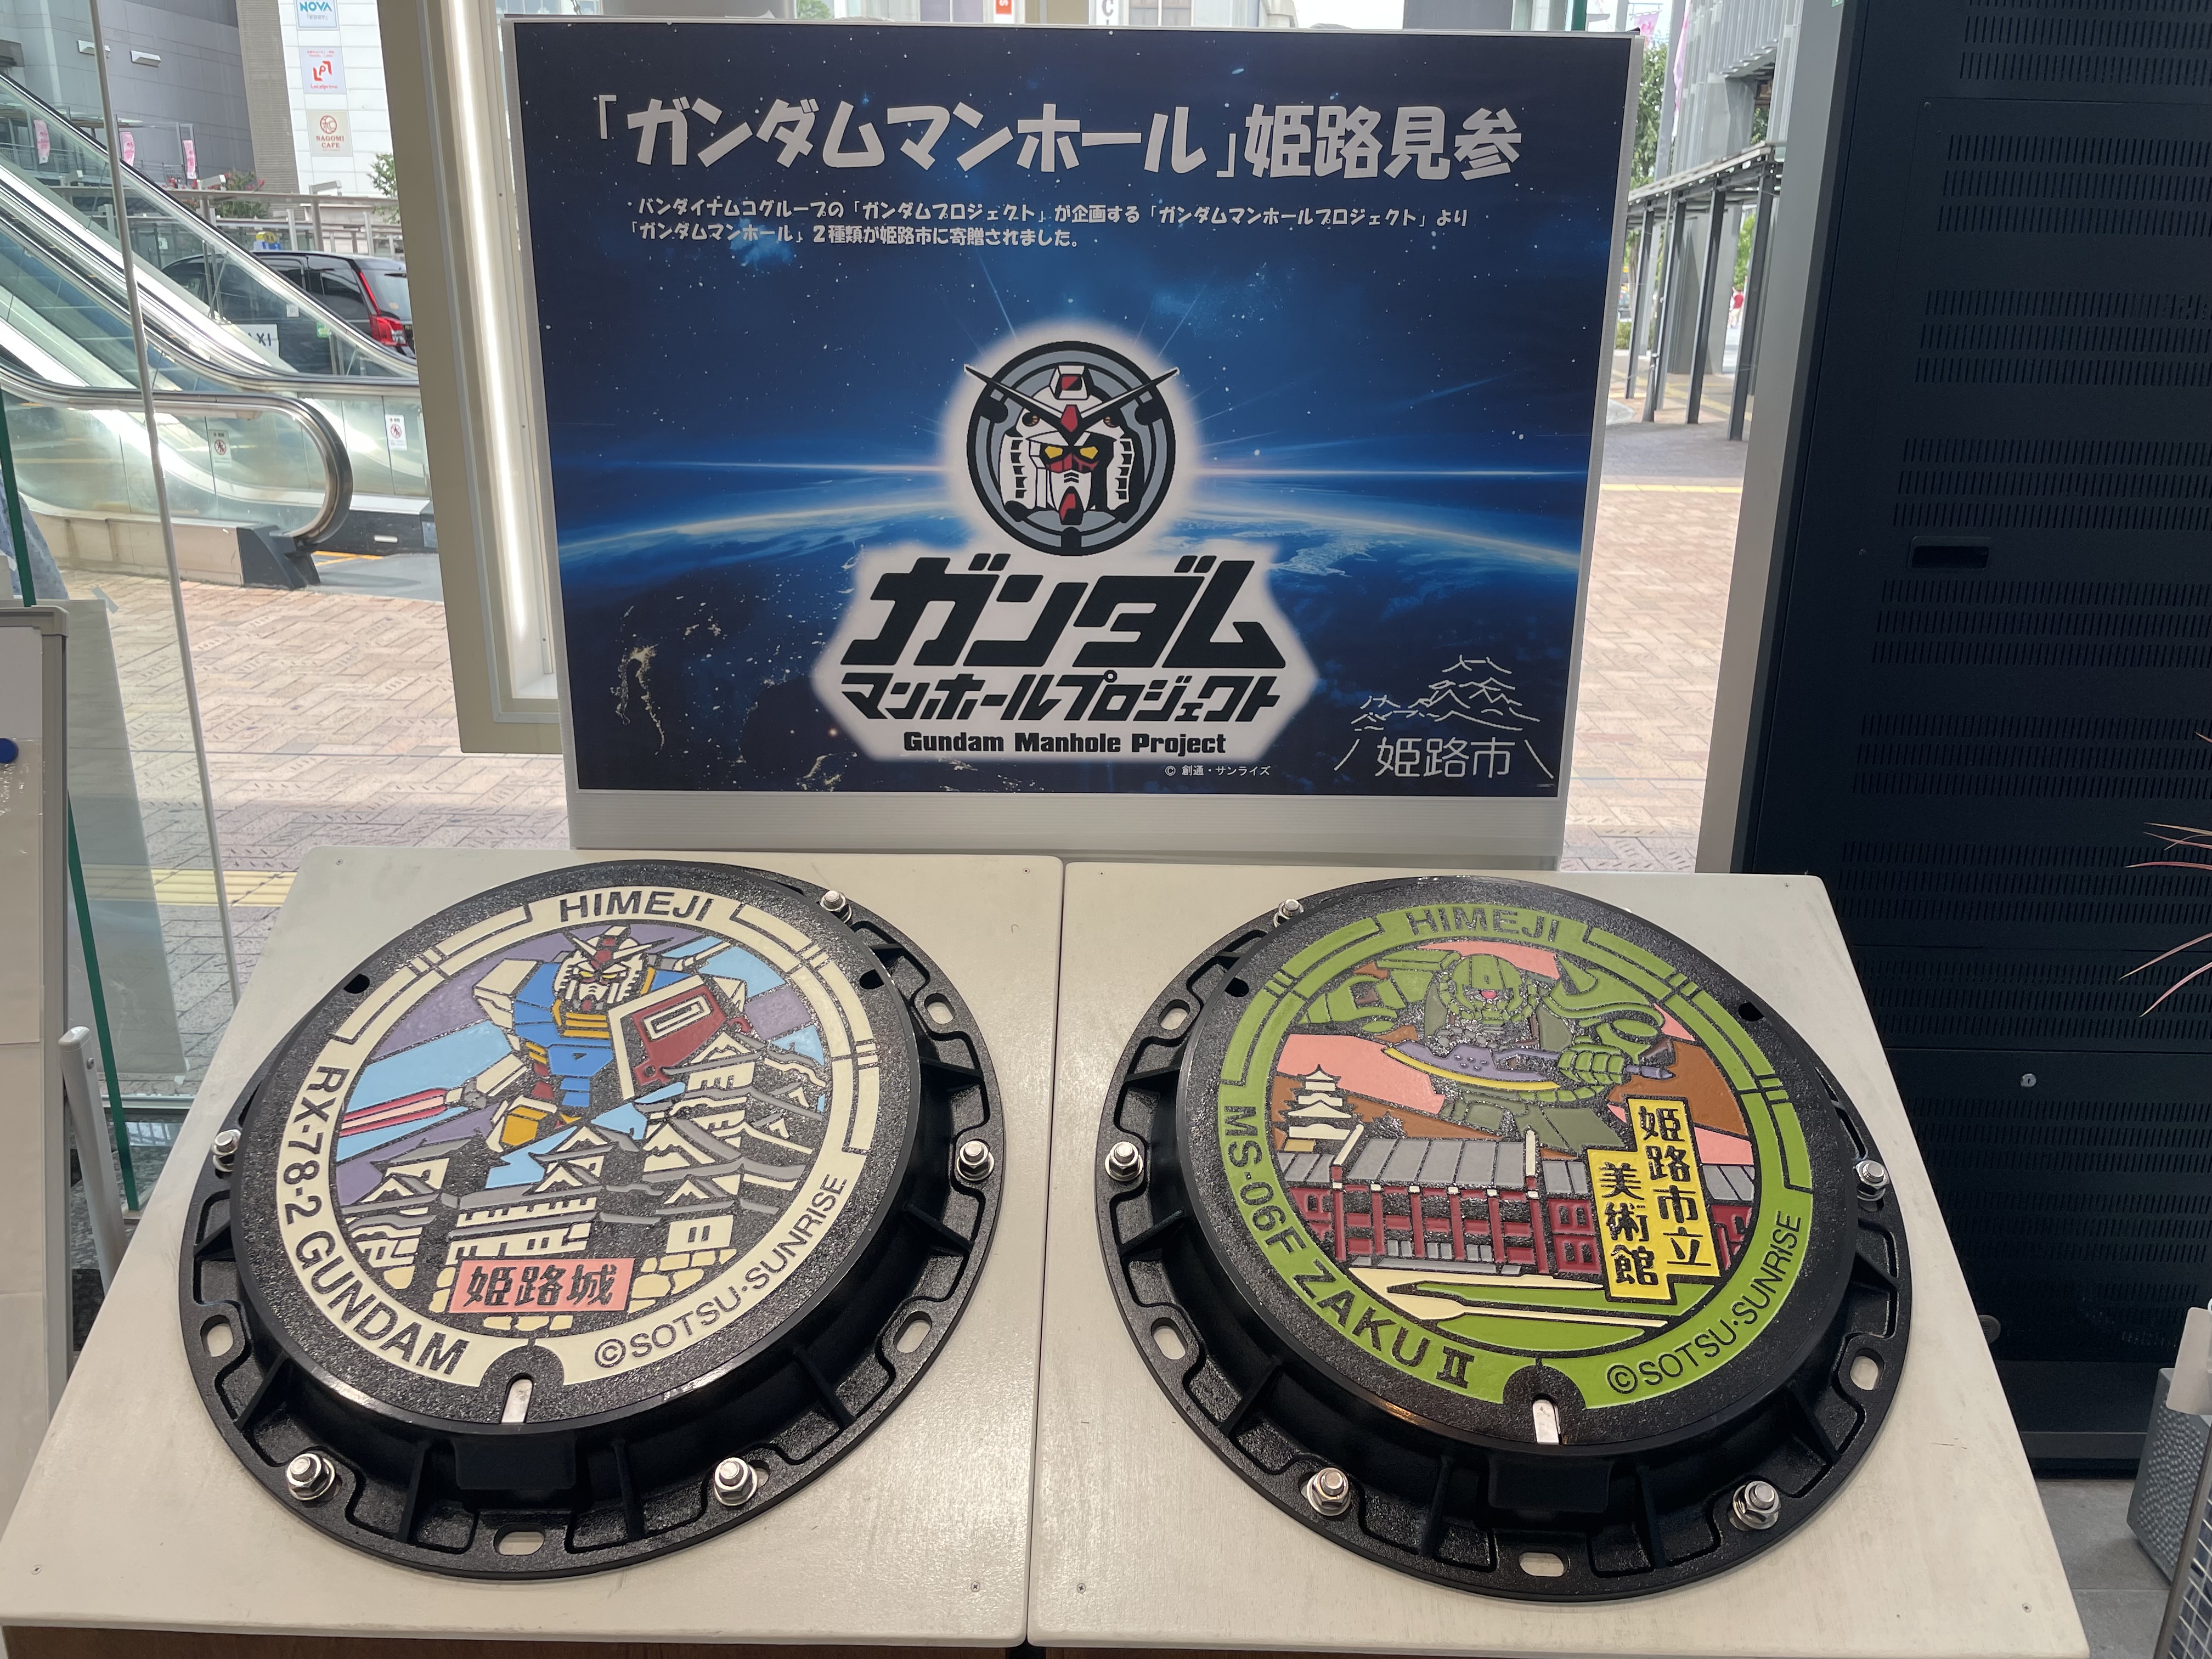 NOVA
NAGOMI
CAFE
「ガンダムマンホール」姫路見参
バンダイナムコグループの「ガンダムプロジェクト」が企画する「ガンダムマンホールプロジェクト」より
「ガンダムマンホール」2種類が姫路市に寄贈されました。
ガンダム
マンホールプロジェクト
Gundam Manhole Project
© 創通・サンライズ
姫路市
HIMEJI
RX-78-2 GUNDAM
姫路城
©SOTSU・SUNRISE
HIMEJI
MS-06F ZAKU II
姫路市立
美術館
©SOTSU・SUNRISE